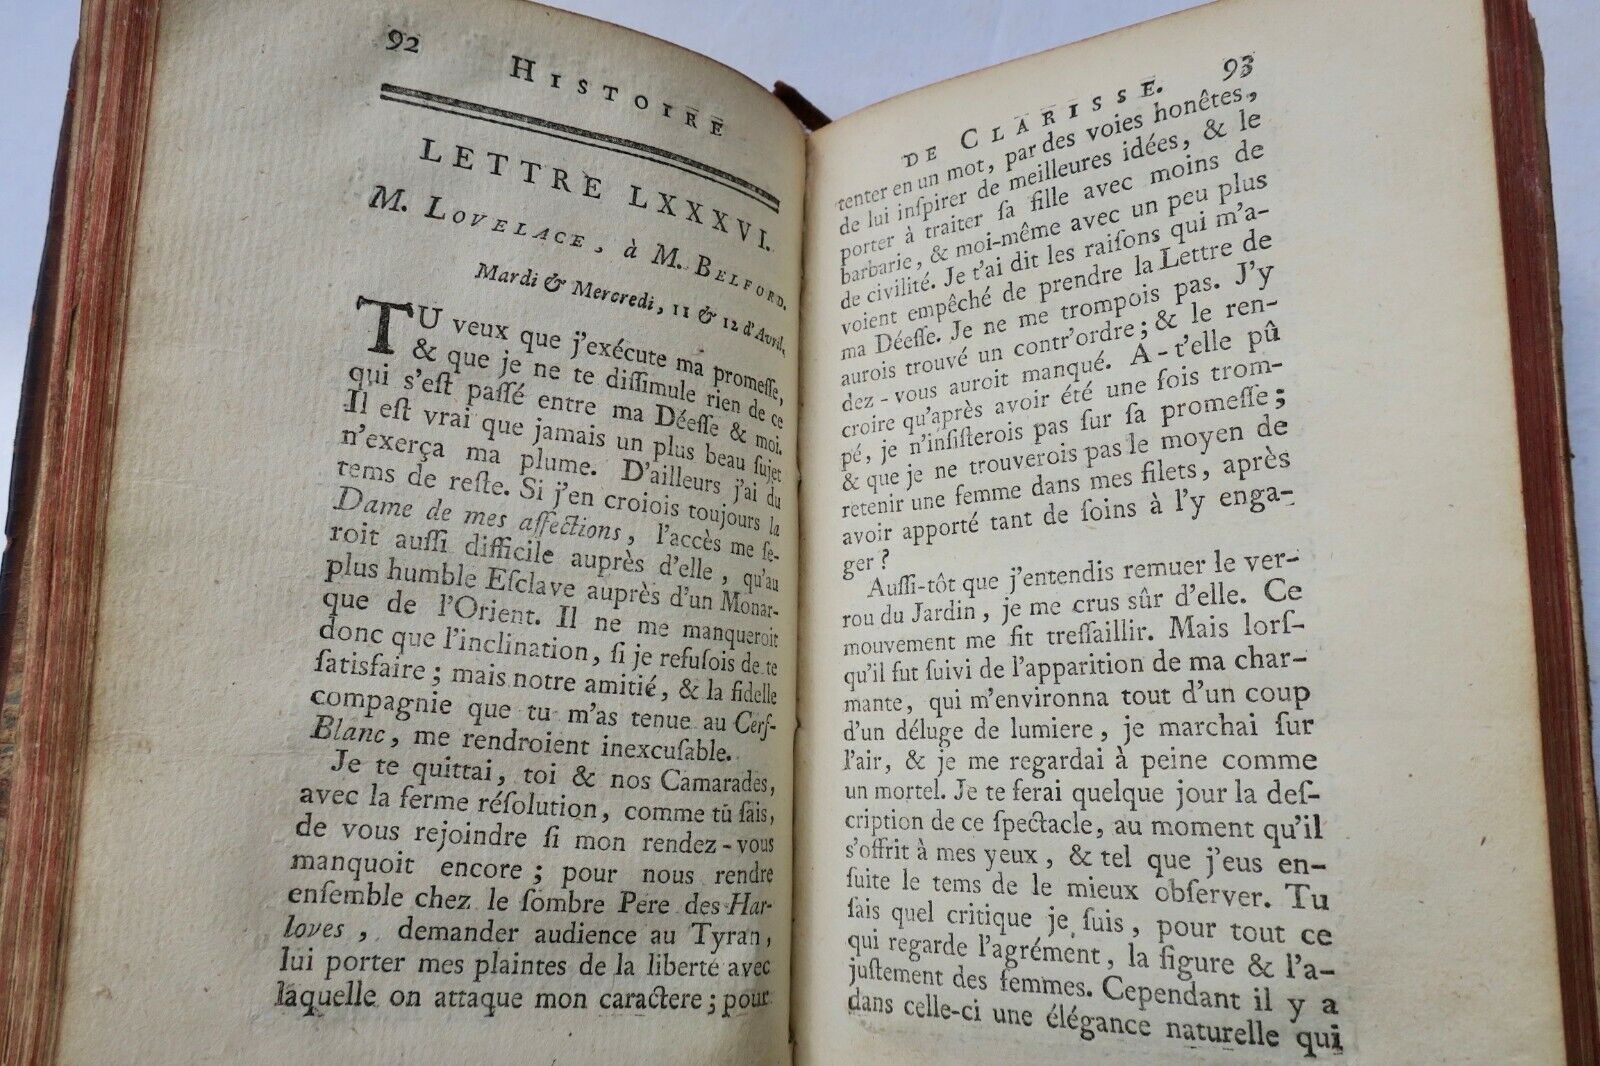 92
HISTOIRE
LETTRE LXXXVI.
M. LOVELACE, à M. BELFORD.
Mardi & Mercredi, 11 & 12 d'Avril.
TU veux que j'exécute ma promeſſe,
& que je ne te diſſimule rien de ce
qui s'eſt paſſé entre ma Déeſſe & moi.
Il eſt vrai que jamais un plus beau ſujet
n'exerça ma plume. D'ailleurs j'ai du
tems de reſte. Si j'en croiois toujours la
Dame de mes affections, l'accès me ſe-
roit auſſi difficile auprès d'elle, qu'au
plus humble Eſclave auprès d'un Monar-
que de l'Orient. Il ne me manqueroit
donc que l'inclination, ſi je refuſois de te
ſatisfaire; mais notre amitié, & la fidelle
compagnie que tu m'as tenue au Cerf-
Blanc, me rendroient inexcuſable.
Je te quittai, toi & nos Camarades,
avec la ferme réſolution, comme tu ſais,
de vous rejoindre ſi mon rendez-vous
manquoit encore; pour nous rendre
enſemble chez le ſombre Pere des Har-
loves, demander audience au Tyran,
lui porter mes plaintes de la liberté avec
laquelle on attaque mon caractere; pour
DE CLARISSE. 93
tenter en un mot, par des voies honêtes,
de lui inſpirer de meilleures idées, & le
porter à traiter ſa fille avec moins de
barbarie, & moi-même avec un peu plus
de civilité. Je t'ai dit les raiſons qui m'a-
voient empêché de prendre la Lettre de
ma Déeſſe. Je ne me trompois pas. J'y
aurois trouvé un contr'ordre; & le ren-
dez-vous auroit manqué. A-t'elle pû
croire qu'après avoir été une fois trom-
pé, je n'inſiſterois pas ſur ſa promeſſe;
& que je ne trouverois pas le moyen de
retenir une femme dans mes filets, après
avoir apporté tant de ſoins à l'y enga-
ger?
Auſſi-tôt que j'entendis remuer le ver-
rou du Jardin, je me crus sûr d'elle. Ce
mouvement me fit treſſaillir. Mais lorſ-
qu'il fut ſuivi de l'apparition de ma char-
mante, qui m'environna tout d'un coup
d'un déluge de lumiere, je marchai ſur
l'air, & je me regardai à peine comme
un mortel. Je te ferai quelque jour la deſ-
cription de ce ſpectacle, au moment qu'il
s'offrit à mes yeux, & tel que j'eus en-
ſuite le tems de le mieux obſerver. Tu
ſais quel critique je ſuis, pour tout ce
qui regarde l'agrément, la figure & l'a-
juſtement des femmes. Cependant il y a
dans celle-ci une élégance naturelle qui